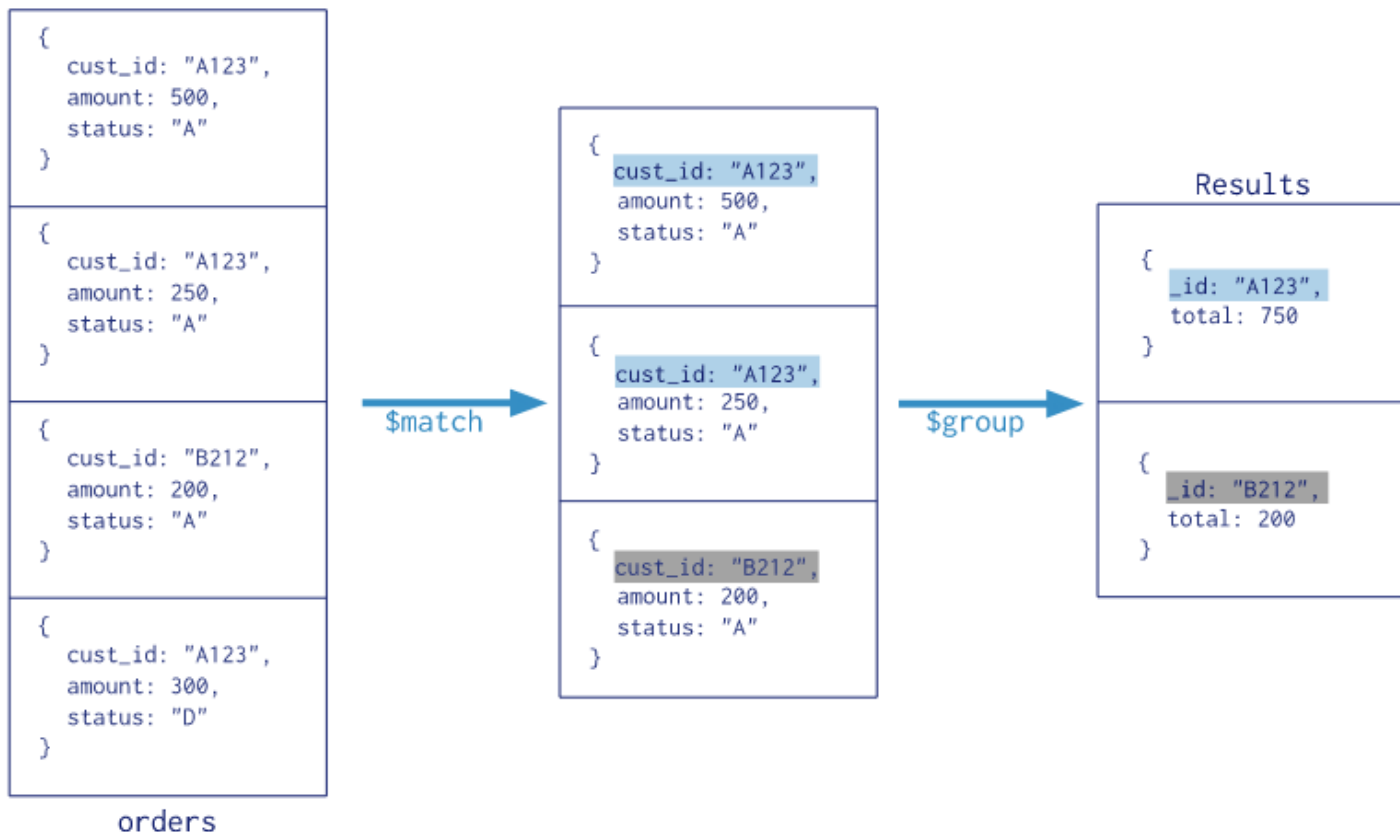 {
cust_id: "A123",
amount: 500,
status: "A"
}
{
cust_id: "A123",
amount: 250,
status: "A"
}
{
cust_id: "B212",
amount: 200,
status: "A"
}
{
cust_id: "A123",
amount: 300,
status: "D"
}
orders
$match
{
cust_id: "A123",
amount: 500,
status: "A"
}
{
cust_id: "A123",
amount: 250,
status: "A"
}
{
cust_id: "B212",
amount: 200,
status: "A"
}
$group
Results
{
_id: "A123",
total: 750
}
{
_id: "B212",
total: 200
}